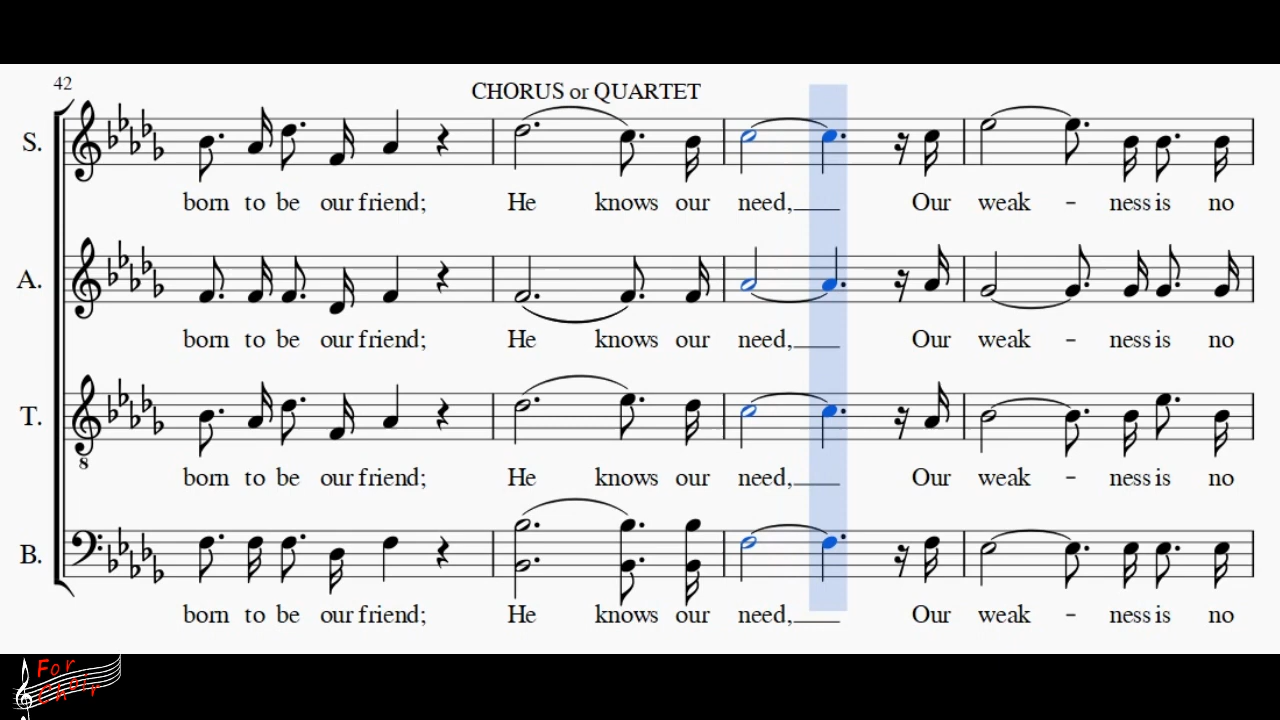 42
CHORUS or QUARTET
S.
born to be our friend; He knows our need, Our weak - ness is no
A.
born to be our friend; He knows our need, Our weak - ness is no
T.
8
born to be our friend; He knows our need, Our weak - ness is no
B.
born to be our friend; He knows our need, Our weak - ness is no
For
Choir